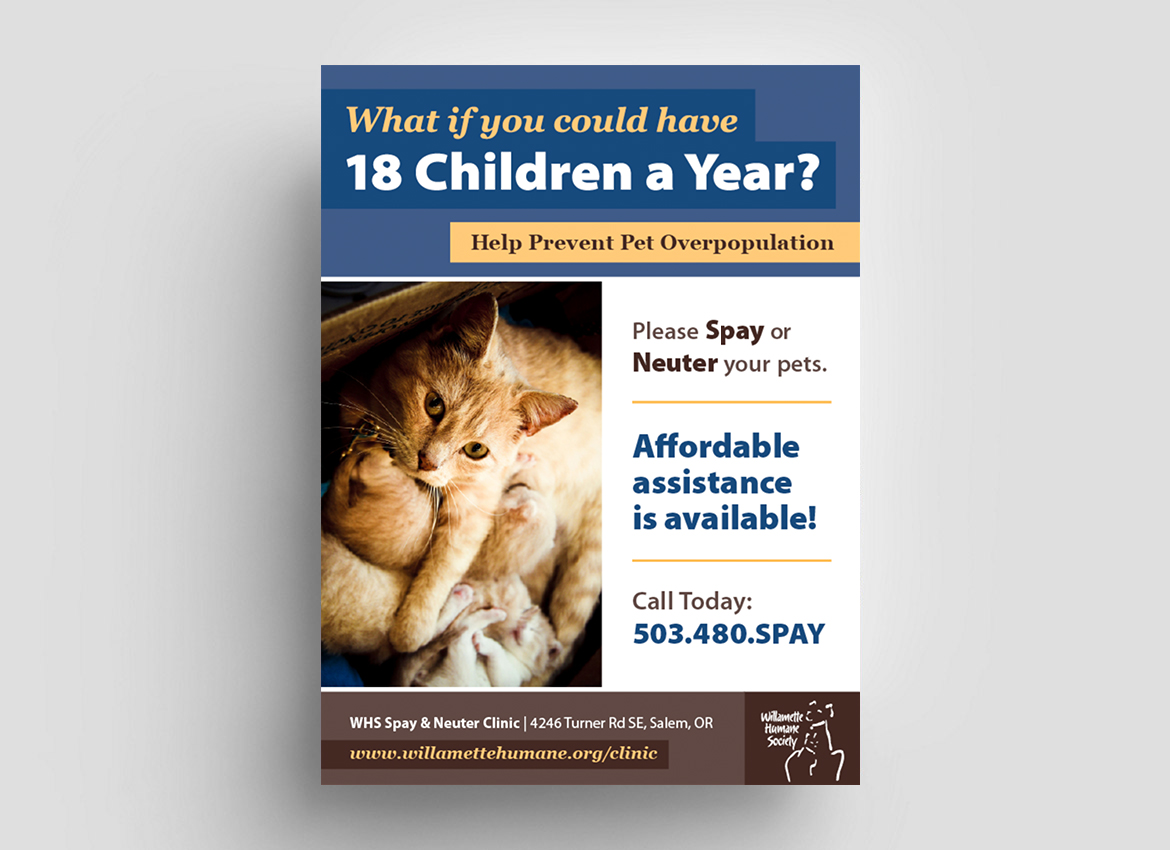 What if you could have
18 Children a Year?
Help Prevent Pet Overpopulation
Please Spay or
Neuter your pets.
Affordable
assistance
is available!
Call Today:
503.480.SPAY
WHS Spay & Neuter Clinic | 4246 Turner Rd SE, Salem, OR
www.willamettehumane.org/clinic
Willamette
Humane
Society